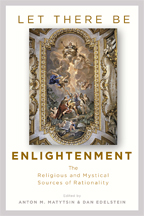 LET THERE BE
ENLIGHTENMENT
The
Religious and Mystical
Sources of Rationality
Edited by
ANTON M. MATYTSIN & DAN EDELSTEIN